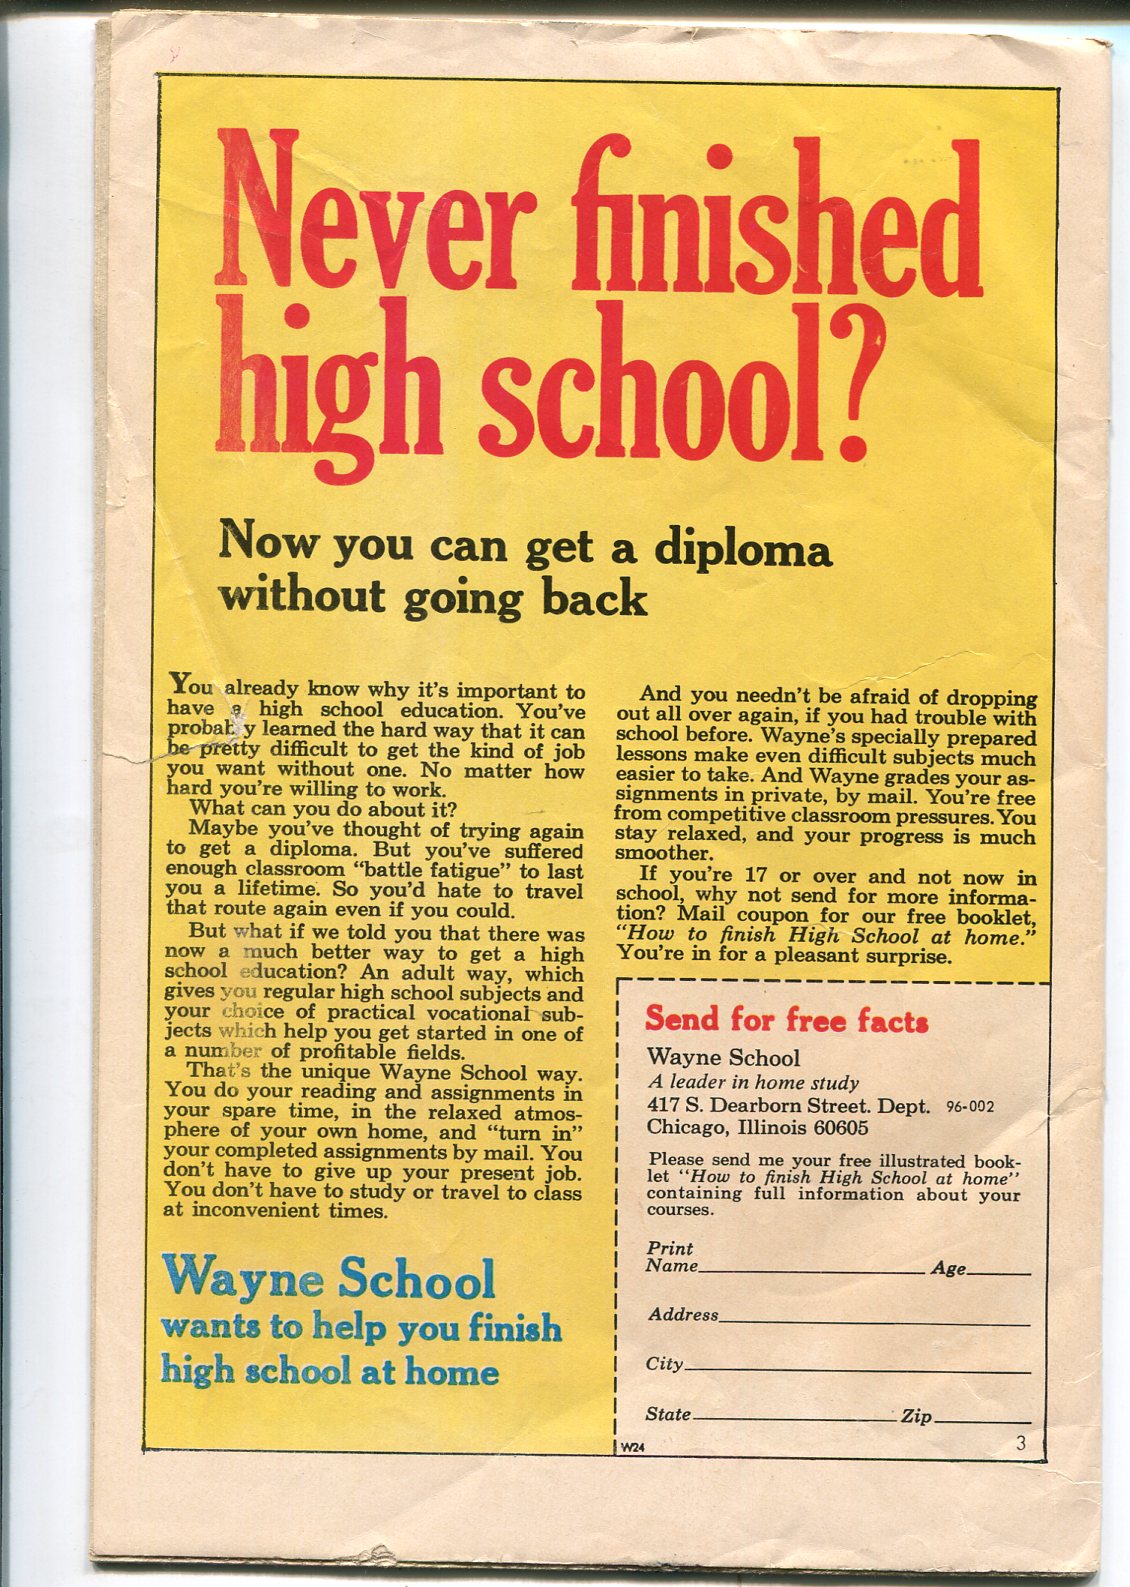 Never finished
high school?
Now you can get a diploma
without going back
You already know why it's important to
have a high school education. You've
probably learned the hard way that it can
be pretty difficult to get the kind of job
you want without one. No matter how
hard you're willing to work.
What can you do about it?
Maybe you've thought of trying again
to get a diploma. But you've suffered
enough classroom "battle fatigue" to last
you a lifetime. So you'd hate to travel
that route again even if you could.
But what if we told you that there was
now a much better way to get a high
school education? An adult way, which
gives you regular high school subjects and
your choice of practical vocational sub-
jects which help you get started in one of
a number of profitable fields.
That's the unique Wayne School way.
You do your reading and assignments in
your spare time, in the relaxed atmos-
phere of your own home, and "turn in"
your completed assignments by mail. You
don't have to give up your present job.
You don't have to study or travel to class
at inconvenient times.
Wayne School
wants to help you finish
high school at home
And you needn't be afraid of dropping
out all over again, if you had trouble with
school before. Wayne's specially prepared
lessons make even difficult subjects much
easier to take. And Wayne grades your as-
signments in private, by mail. You're free
from competitive classroom pressures. You
stay relaxed, and your progress is much
smoother.
If you're 17 or over and not now in
school, why not send for more informa-
tion? Mail coupon for our free booklet,
"How to finish High School at home."
You're in for a pleasant surprise.
Send for free facts
Wayne School
A leader in home study
417 S. Dearborn Street. Dept. 96-002
Chicago, Illinois 60605
Please send me your free illustrated book-
let "How to finish High School at home"
containing full information about your
courses.
Print
Name Age
Address
City
State Zip
W24 3